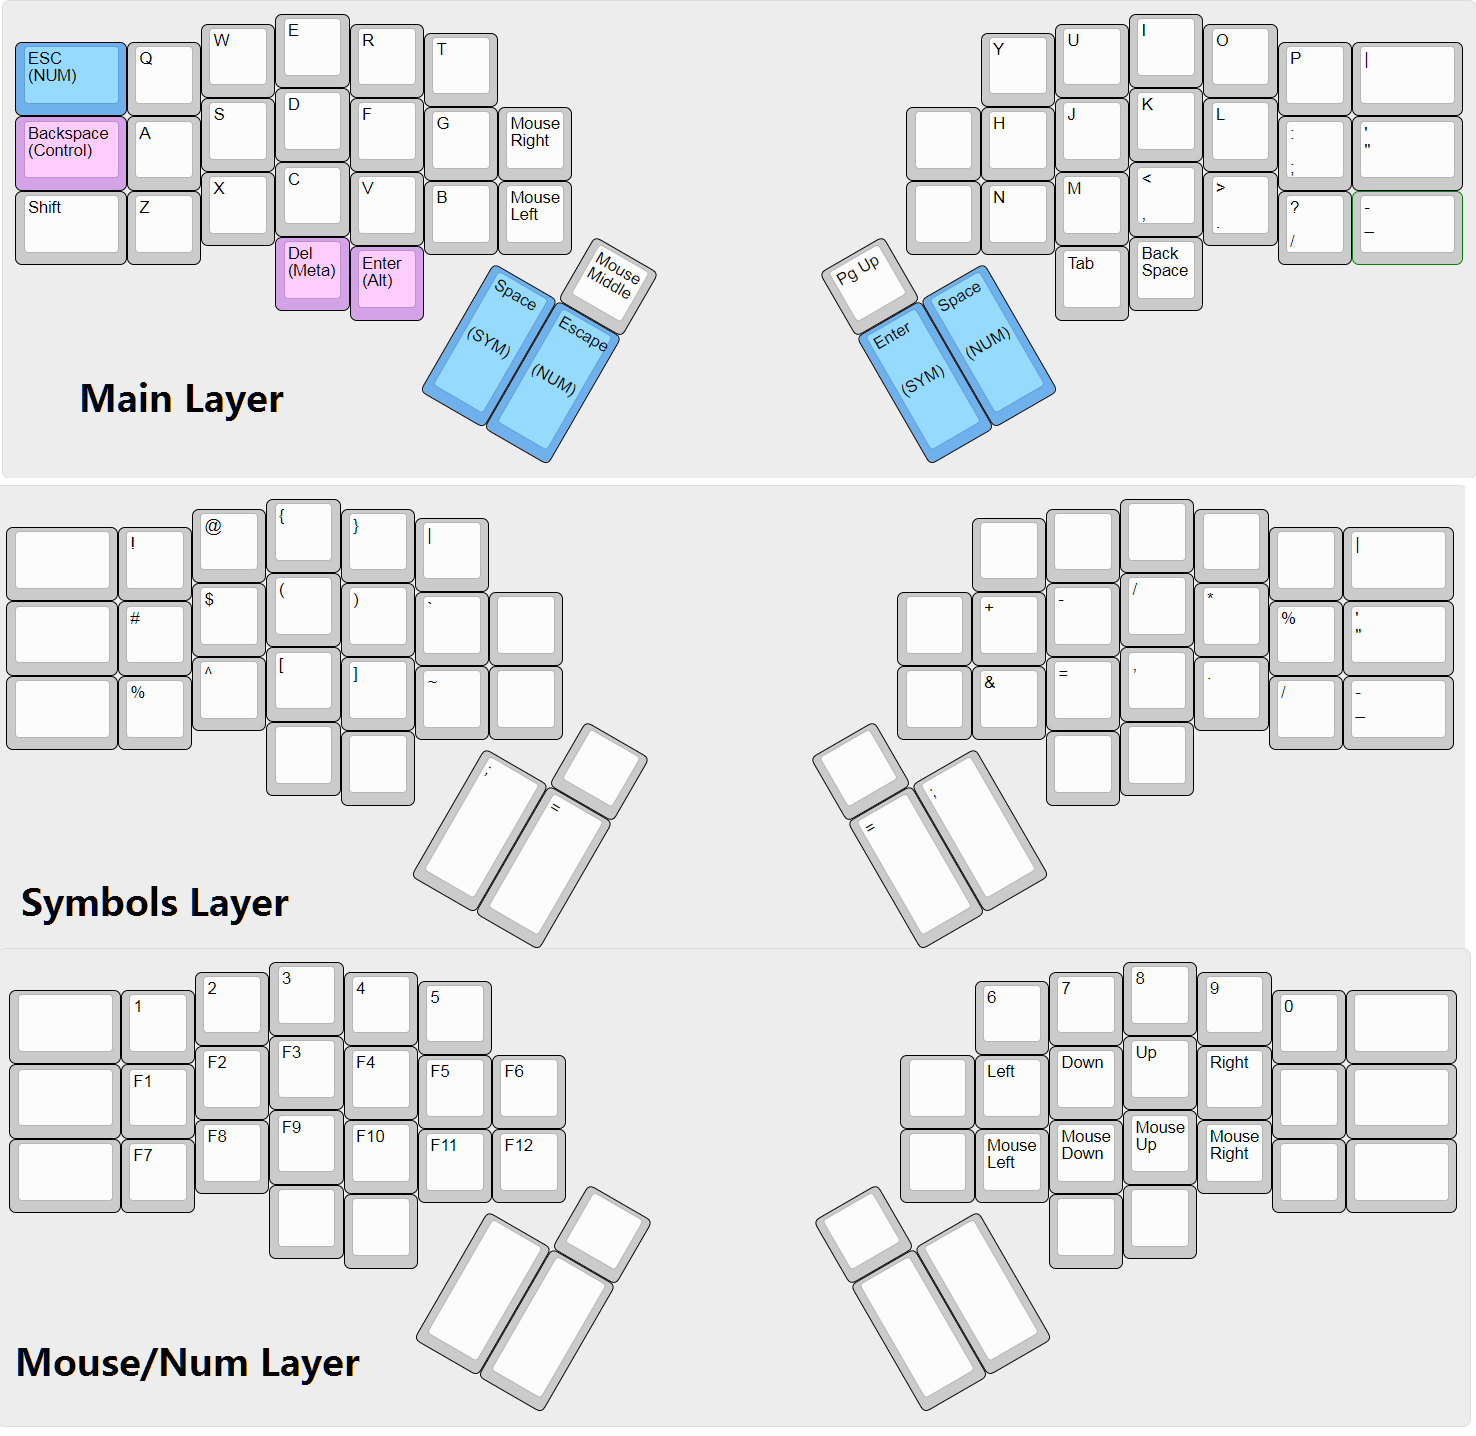 ESC
(NUM)
Q
W
E
R
T
Y
U
I
O
P
|
Backspace
(Control)
A
S
D
F
G
Mouse
Right
H
J
K
L
:
;
'
"
Shift
Z
X
C
V
B
Mouse
Left
N
M
<
,
>
.
?
/
-
_
Del
(Meta)
Enter
(Alt)
Space
(SYM)
Escape
(NUM)
Mouse
Middle
Pg Up
Enter
(SYM)
Space
(NUM)
Tab
Back
Space
Main Layer
!
@
{
}
|
|
#
$
(
)
`
+
-
/
*
%
'
"
%
^
[
]
~
&
=
,
.
/
-
_
;
=
=
;
Symbols Layer
1
2
3
4
5
6
7
8
9
0
F1
F2
F3
F4
F5
F6
Left
Down
Up
Right
F7
F8
F9
F10
F11
F12
Mouse
Left
Mouse
Down
Mouse
Up
Mouse
Right
Mouse/Num Layer